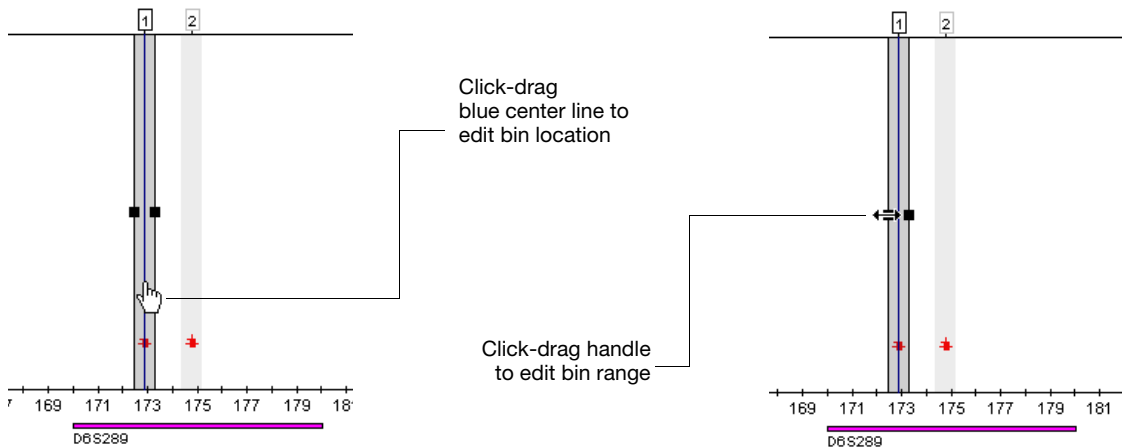 1 2
Click-drag
blue center line to
edit bin location
169 171 173 175 177 179
D6S289
1 2
Click-drag handle
to edit bin range
169 171 173 175 177 179 181
D6S289